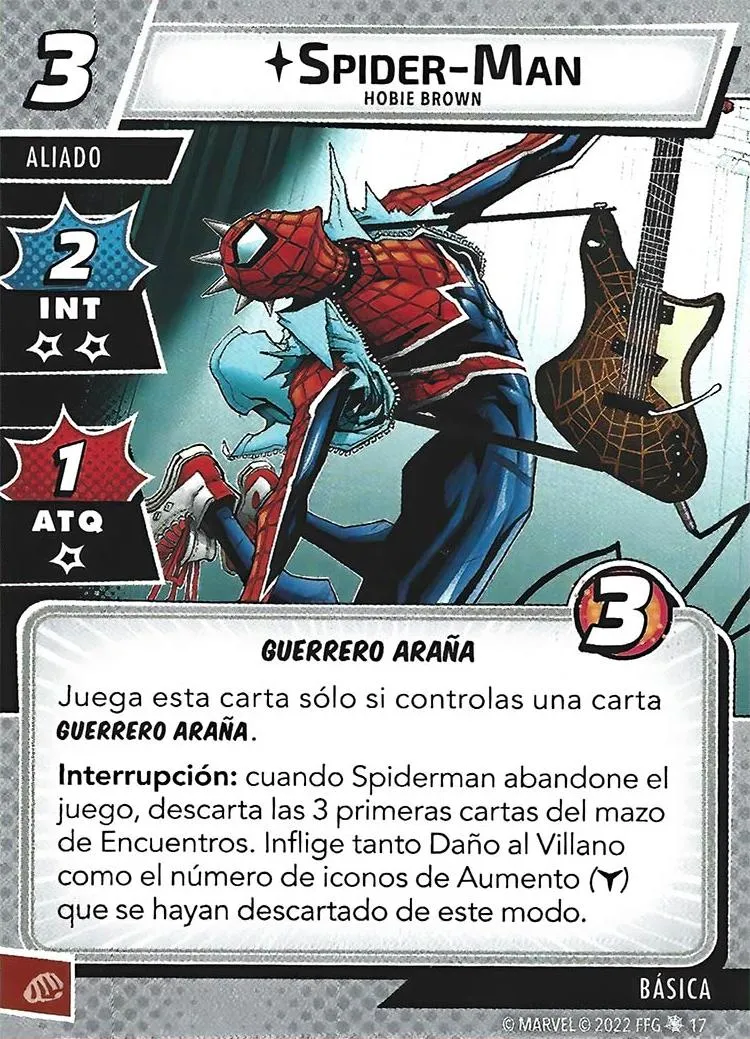 3
SPIDER-MAN
HOBIE BROWN
ALIADO
2
INT
1
ATQ
3
GUERRERO ARAÑA
Juega esta carta sólo si controlas una carta
GUERRERO ARAÑA.
Interrupción: cuando Spiderman abandone el
juego, descarta las 3 primeras cartas del mazo
de Encuentros. Inflige tanto Daño al Villano
como el número de iconos de Aumento ( )
que se hayan descartado de este modo.
BÁSICA
© MARVEL © 2022 FFG 17